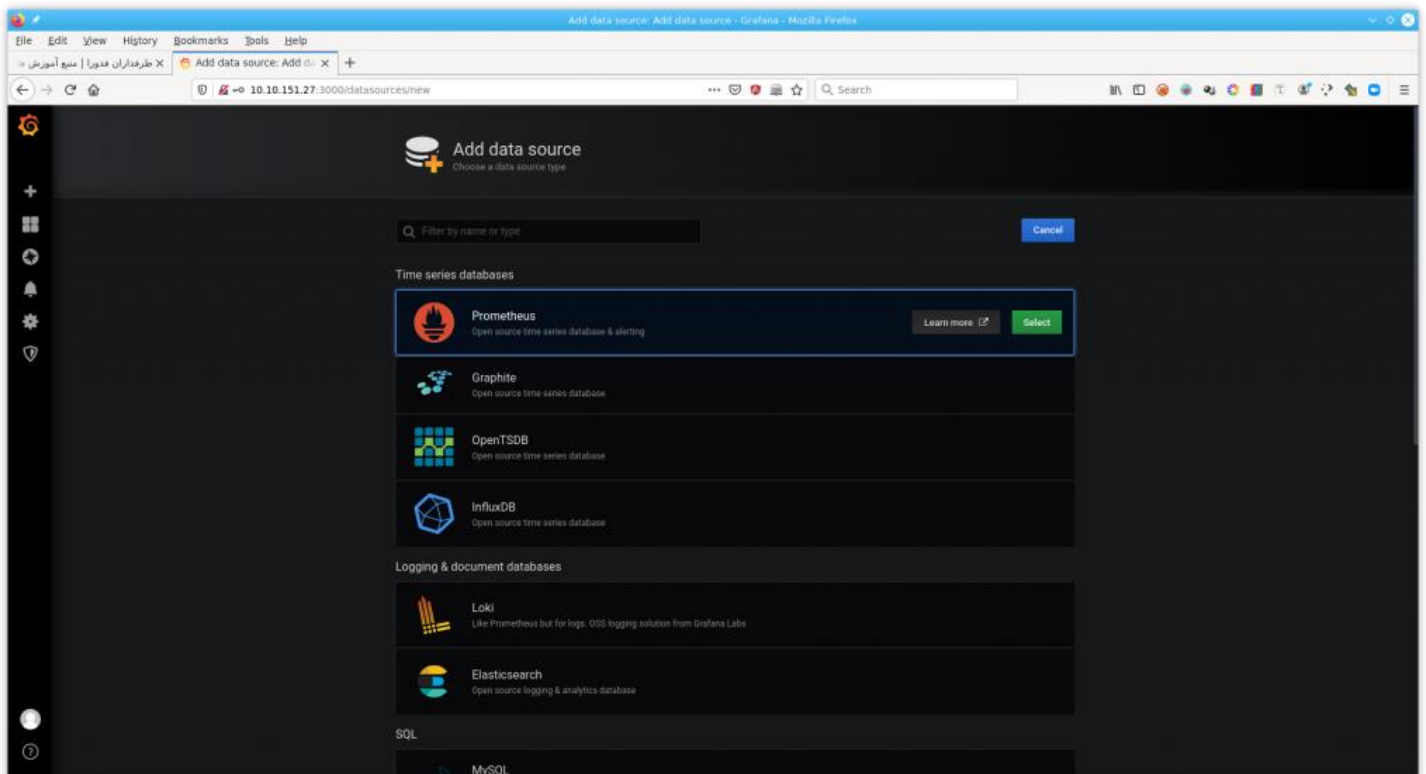 Add data source: Add data source - Grafana - Mozilla Firefox
File Edit View History Bookmarks Tools Help
طرفداران فدورا | منبع آموزش
Add data source: Add d
10.10.151.27:3000/datasources/new
Search
Add data source
Choose a data source type
Filter by name or type
Cancel
Time series databases
Prometheus
Open source time series database & alerting
Learn more
Select
Graphite
Open source time series database
OpenTSDB
Open source time series database
InfluxDB
Open source time series database
Logging & document databases
Loki
Like Prometheus but for logs. OSS logging solution from Grafana Labs
Elasticsearch
Open source logging & analytics database
SQL
MySQL